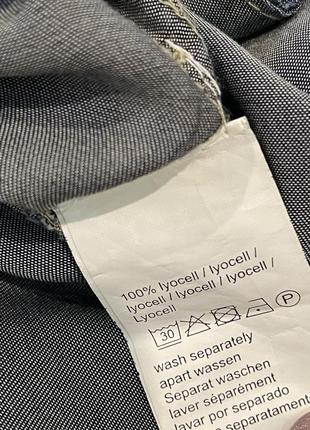 100% lyocell / lyocell /
lyocell / lyocell / lyocell /
Lyocell
30 P
wash separately
apart wassen
Separat waschen
laver séparément
lavar por separado
separatament